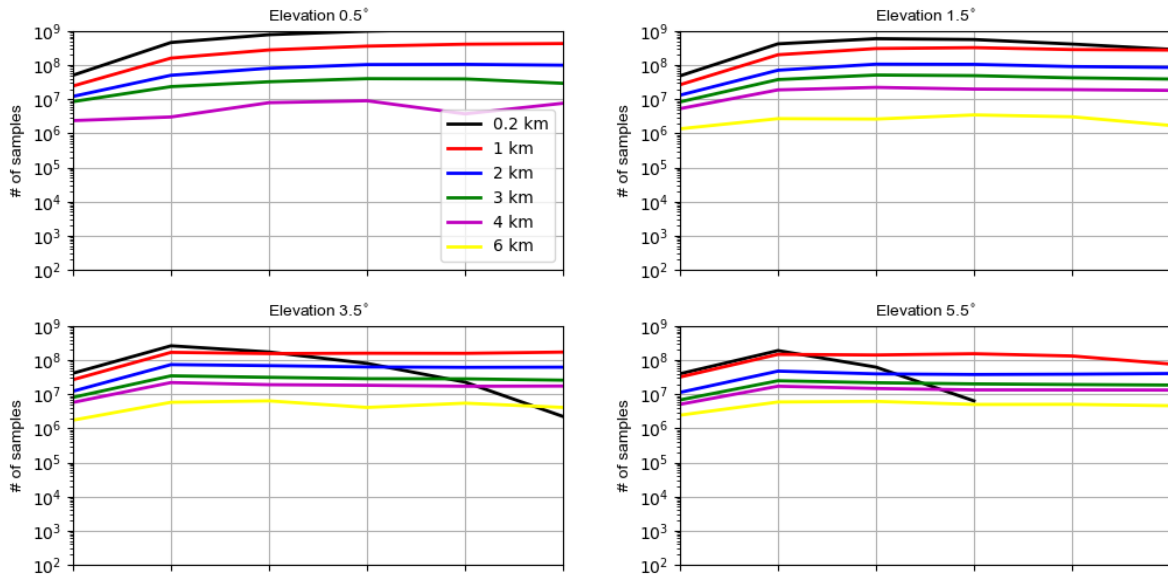 Elevation 0.5°
# of samples
10^9
10^8
10^7
10^6
10^5
10^4
10^3
10^2
0.2 km
1 km
2 km
3 km
4 km
6 km
Elevation 1.5°
# of samples
10^9
10^8
10^7
10^6
10^5
10^4
10^3
10^2
Elevation 3.5°
# of samples
10^9
10^8
10^7
10^6
10^5
10^4
10^3
10^2
Elevation 5.5°
# of samples
10^9
10^8
10^7
10^6
10^5
10^4
10^3
10^2